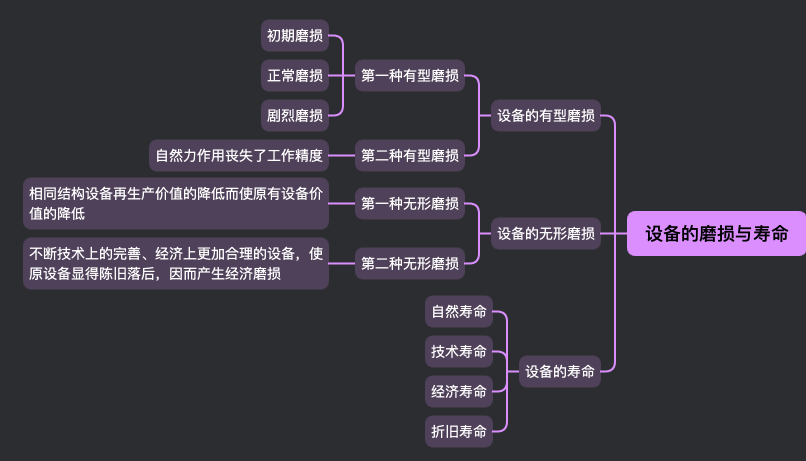 设备的磨损与寿命
设备的有型磨损
第一种有型磨损
初期磨损
正常磨损
剧烈磨损
第二种有型磨损
自然力作用丧失了工作精度
设备的无形磨损
第一种无形磨损
相同结构设备再生产价值的降低而使原有设备价
值的降低
第二种无形磨损
不断技术上的完善、经济上更加合理的设备，使
原设备显得陈旧落后，因而产生经济磨损
设备的寿命
自然寿命
技术寿命
经济寿命
折旧寿命